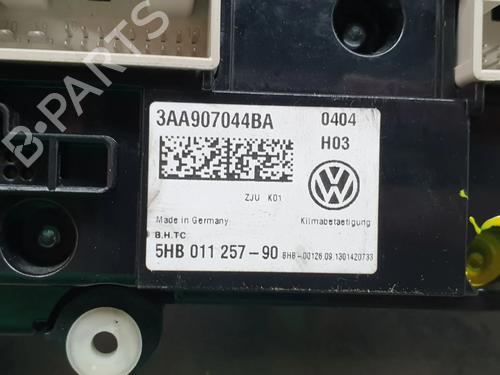 3AA907044BA 0404
H03
ZJU K01
Made in Germany Klimabetaetigung
B.H.TC
5HB 011 257-90 8HB-00126.09.1301420733
B-PARTS